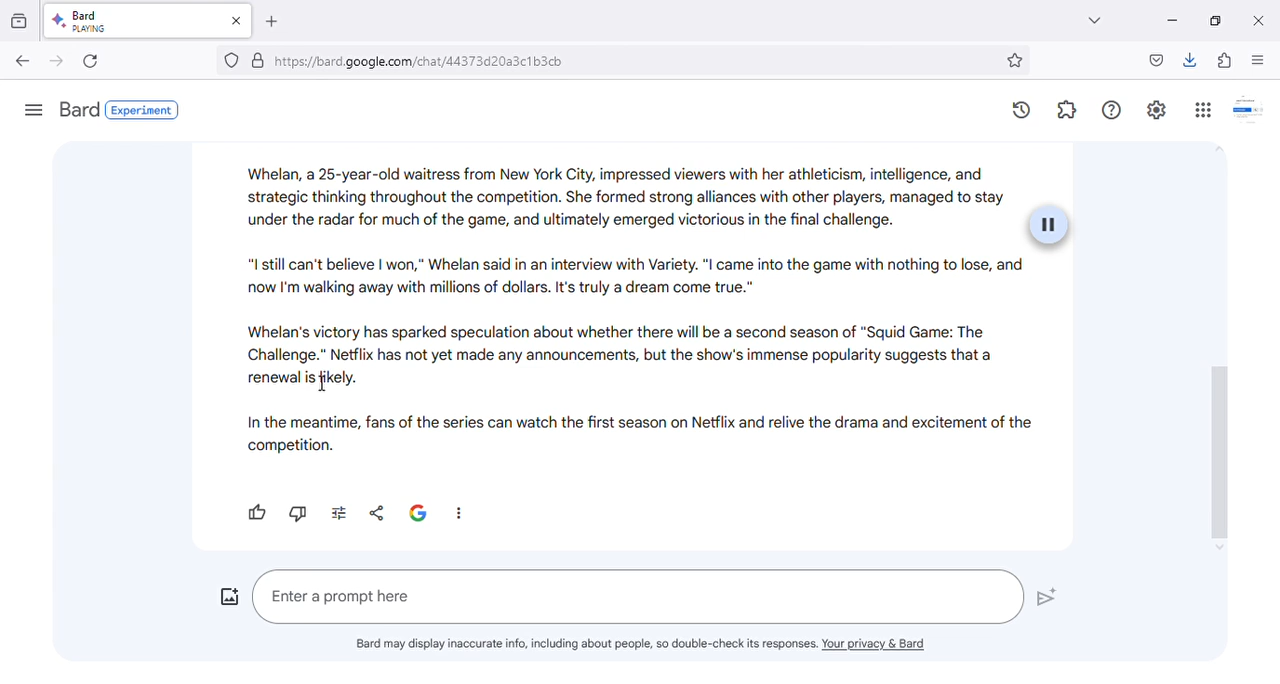 Bard
PLAYING
https://bard.google.com/chat/44373d20a3c1b3cb
Bard Experiment
Whelan, a 25-year-old waitress from New York City, impressed viewers with her athleticism, intelligence, and
strategic thinking throughout the competition. She formed strong alliances with other players, managed to stay
under the radar for much of the game, and ultimately emerged victorious in the final challenge.
"I still can't believe I won," Whelan said in an interview with Variety. "I came into the game with nothing to lose, and
now I'm walking away with millions of dollars. It's truly a dream come true."
Whelan's victory has sparked speculation about whether there will be a second season of "Squid Game: The
Challenge." Netflix has not yet made any announcements, but the show's immense popularity suggests that a
renewal is likely.
In the meantime, fans of the series can watch the first season on Netflix and relive the drama and excitement of the
competition.
Enter a prompt here
Bard may display inaccurate info, including about people, so double-check its responses. Your privacy & Bard